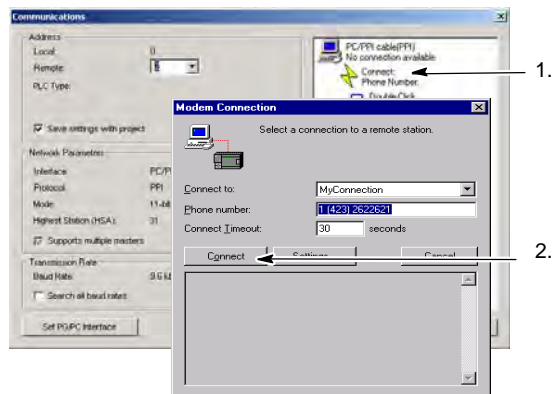 Communications
Address
Local: 0
Remote:
PLC Type:
Save settings with project
Network Parameters
Interface: PC/P
Protocol: PPI
Mode: 11-bit
Highest Station (HSA): 31
Supports multiple masters
Transmission Rate
Baud Rate: 9.6 k
Search all baud rates
Set PG/PC Interface
PC/PPI cable(PPI)
No connection available
Connect:
Phone Number:
Double-Click
1.
Modem Connection
Select a connection to a remote station.
Connect to: MyConnection
Phone number: 1 (423) 2622621
Connect Timeout: 30 seconds
Connect Settings... Cancel
2.